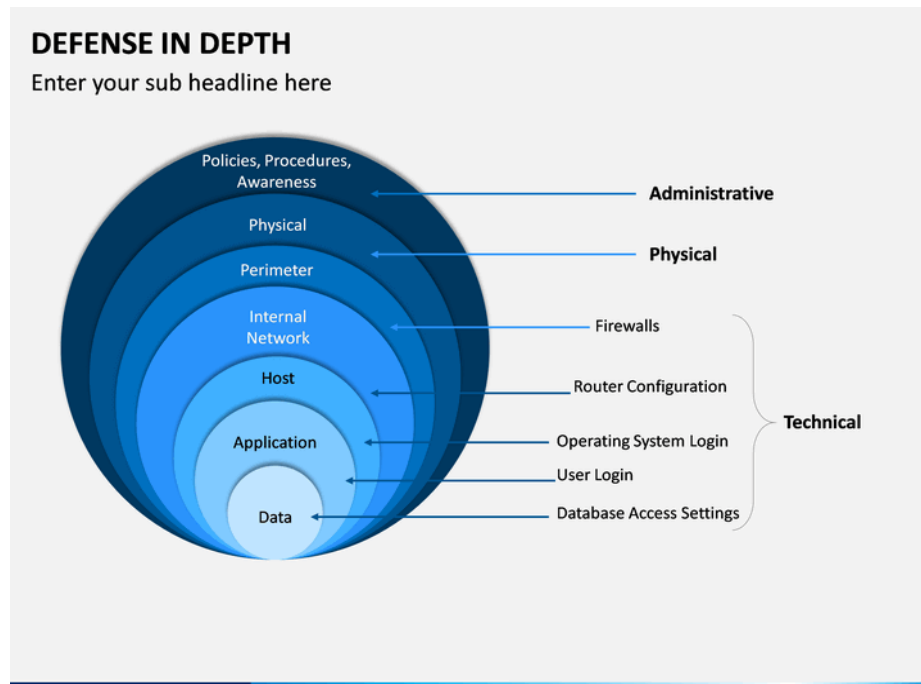 DEFENSE IN DEPTH
Enter your sub headline here
Policies, Procedures,
Awareness
Administrative
Physical
Physical
Perimeter
Internal
Network
Firewalls
Host
Router Configuration
Technical
Application
Operating System Login
User Login
Data
Database Access Settings